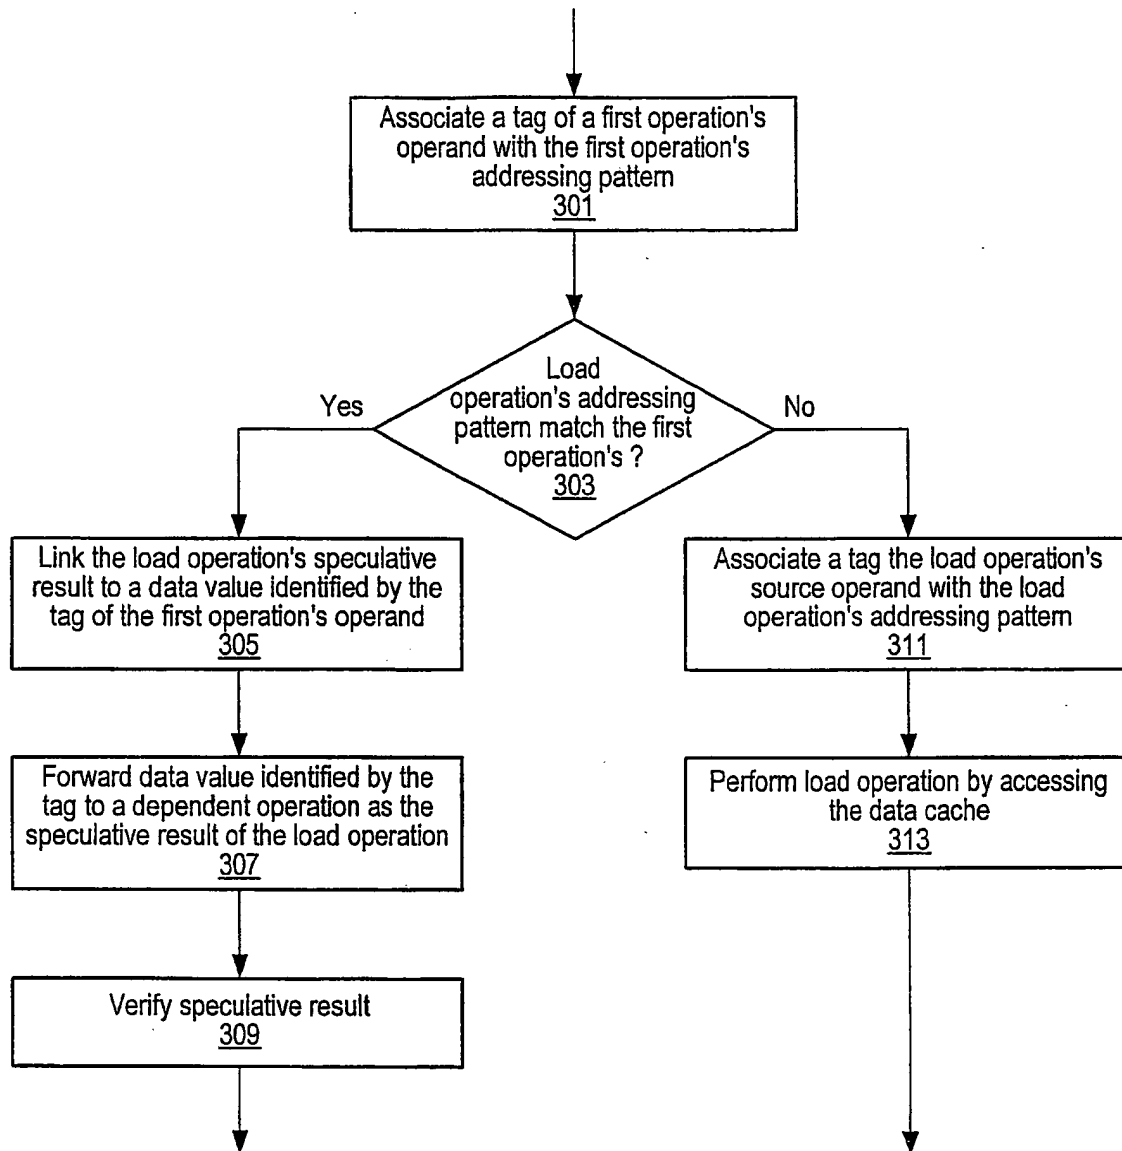 Associate a tag of a first operation's
operand with the first operation's
addressing pattern
301
Load
operation's addressing
pattern match the first
operation's ?
303
Yes
No
Link the load operation's speculative
result to a data value identified by the
tag of the first operation's operand
305
Associate a tag the load operation's
source operand with the load
operation's addressing pattern
311
Forward data value identified by the
tag to a dependent operation as the
speculative result of the load operation
307
Perform load operation by accessing
the data cache
313
Verify speculative result
309